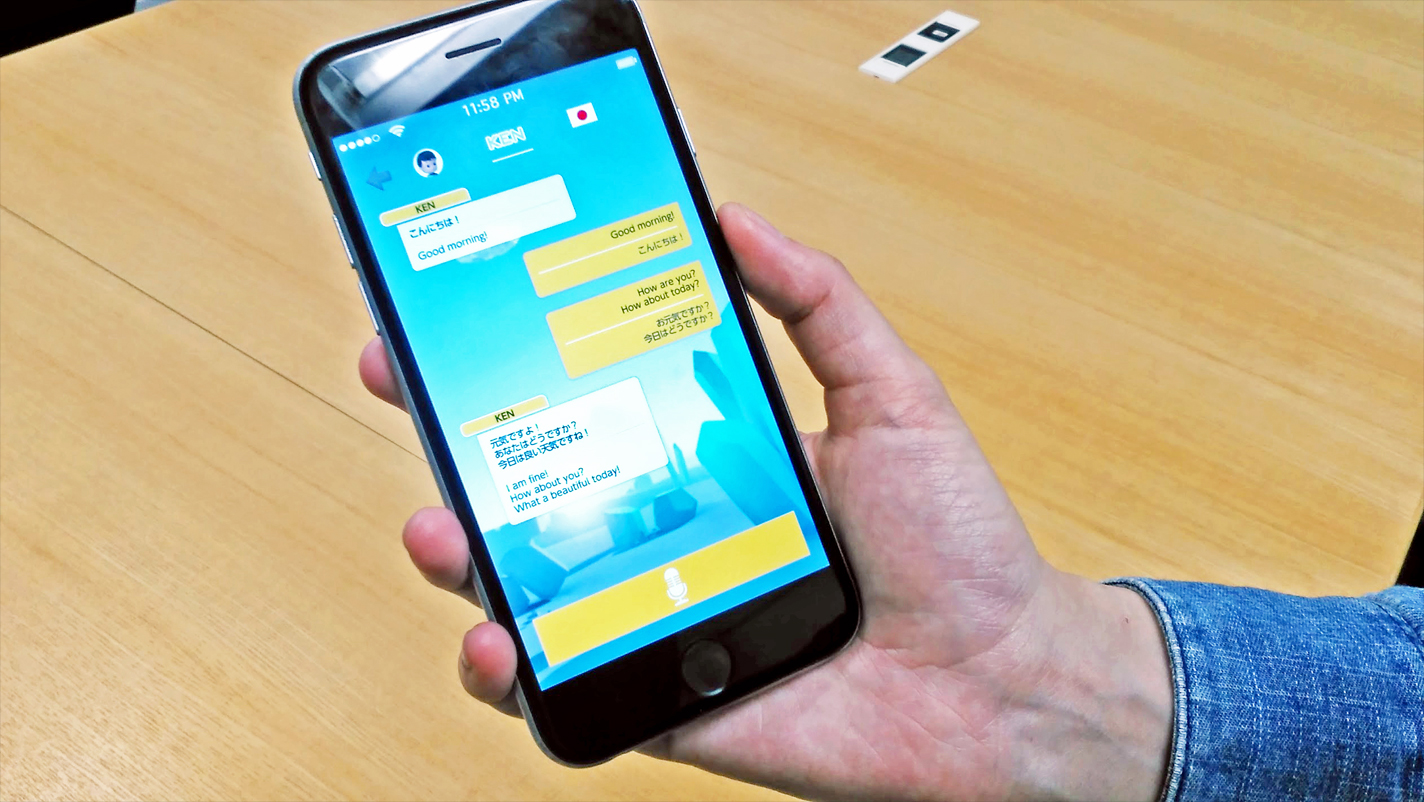 11:58 PM
KEN
KEN
こんにちは！
Good morning!
Good morning!
こんにちは！
How are you?
How about today?
お元気ですか？
今日はどうですか？
KEN
元気ですよ！
あなたはどうですか？
今日は良い天気ですね！
I am fine!
How about you?
What a beautiful today!